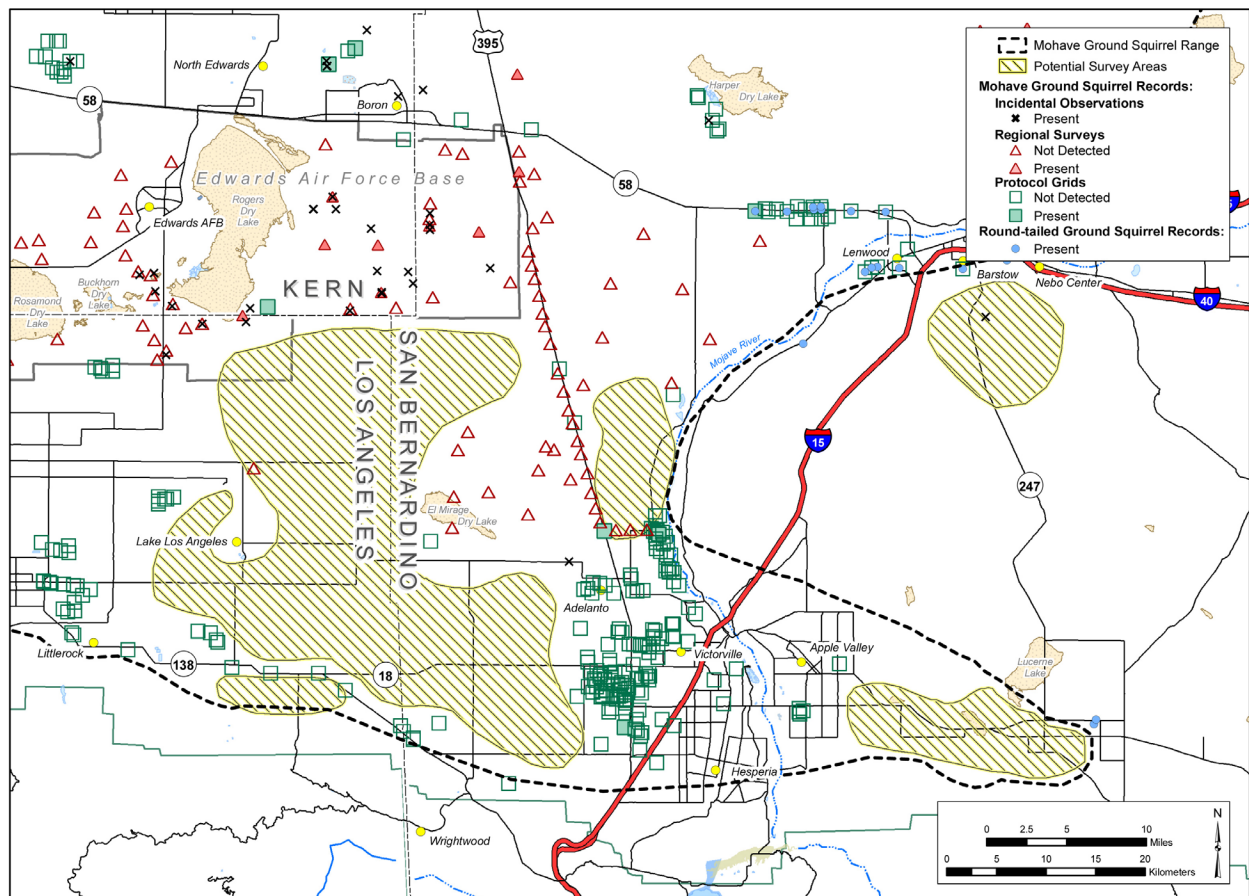 395
North Edwards
58
Boron
Harper
Dry Lake
Mohave Ground Squirrel Range
Potential Survey Areas
Mohave Ground Squirrel Records:
Incidental Observations
Present
Regional Surveys
Not Detected
Present
Protocol Grids
Not Detected
Present
Round-tailed Ground Squirrel Records:
Present
Edwards Air Force Base
58
Rogers
Dry
Lake
Edwards AFB
Lenwood
Barstow
Nebo Center
40
Buckhorn
Dry
Lake
KERN
Rosamond
Dry
Lake
SAN BERNARDINO
LOS ANGELES
Mojave River
15
247
El Mirage
Dry Lake
Lake Los Angeles
Adelanto
Littlerock
138
18
Victorville
Apple Valley
Lucerne
Lake
Hesperia
Wrightwood
N
0 2.5 5 10
Miles
0 5 10 15 20
Kilometers